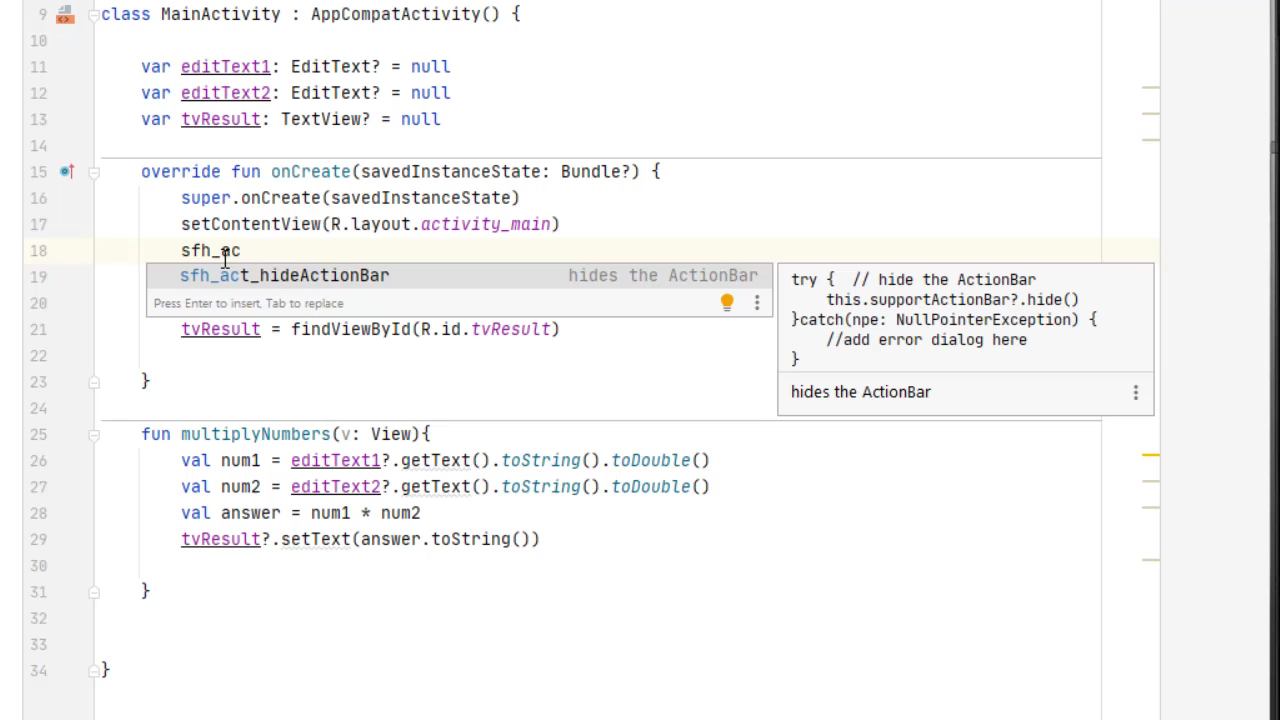 9 class MainActivity : AppCompatActivity() {
10
11 var editText1: EditText? = null
12 var editText2: EditText? = null
13 var tvResult: TextView? = null
14
15 override fun onCreate(savedInstanceState: Bundle?) {
16 super.onCreate(savedInstanceState)
17 setContentView(R.layout.activity_main)
18 sfh_ac
19 sfh_act_hideActionBar hides the ActionBar
20 Press Enter to insert, Tab to replace
try { // hide the ActionBar
this.supportActionBar?.hide()
}catch(npe: NullPointerException) {
//add error dialog here
}
hides the ActionBar
21 tvResult = findViewById(R.id.tvResult)
22
23 }
24
25 fun multiplyNumbers(v: View){
26 val num1 = editText1?.getText().toString().toDouble()
27 val num2 = editText2?.getText().toString().toDouble()
28 val answer = num1 * num2
29 tvResult?.setText(answer.toString())
30
31 }
32
33
34 }